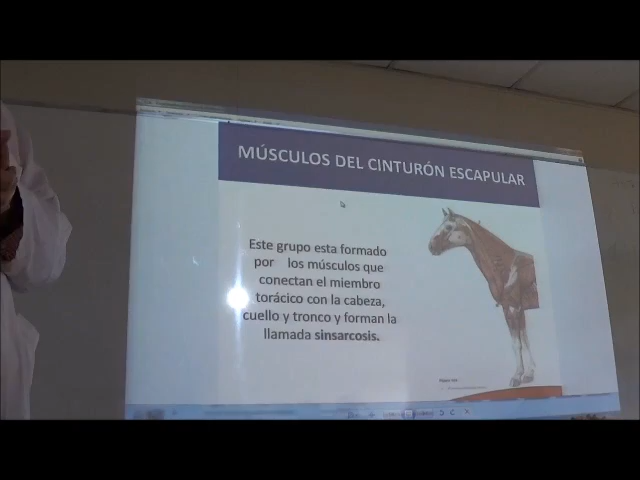 MÚSCULOS DEL CINTURÓN ESCAPULAR
Este grupo esta formado
por los músculos que
conectan el miembro
torácico con la cabeza,
cuello y tronco y forman la
llamada sinsarcosis.